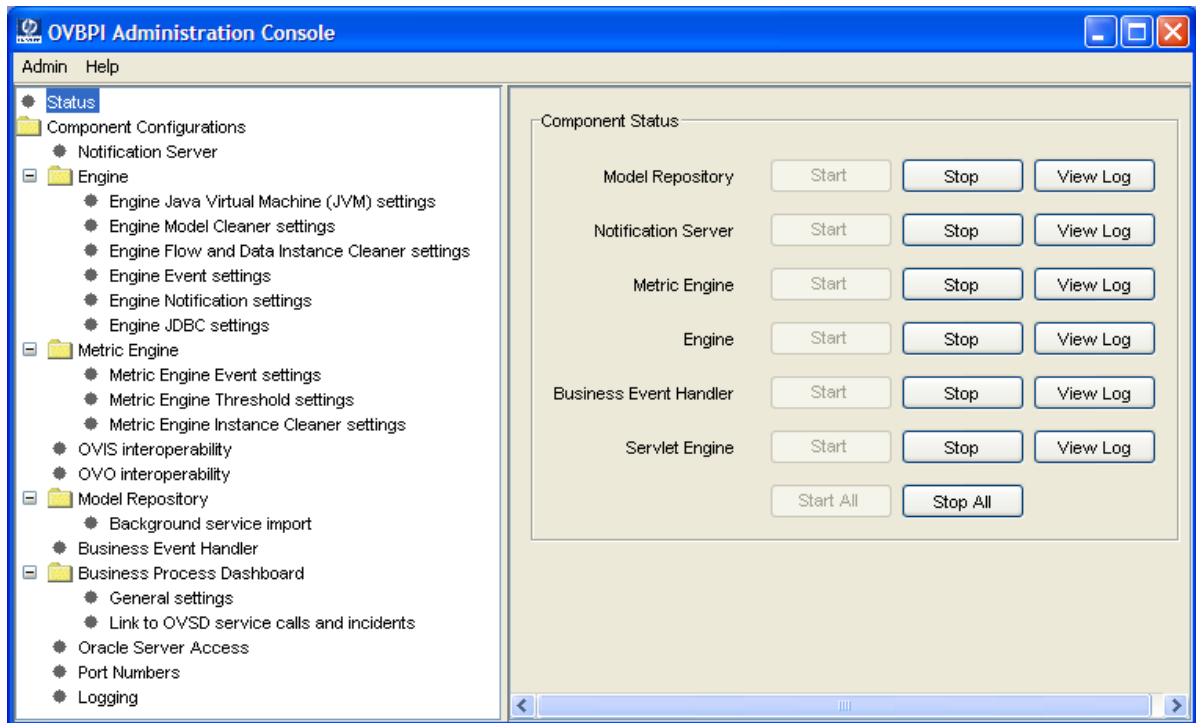 OVBPI Administration Console
Admin Help
Status
Component Configurations
Notification Server
Engine
Engine Java Virtual Machine (JVM) settings
Engine Model Cleaner settings
Engine Flow and Data Instance Cleaner settings
Engine Event settings
Engine Notification settings
Engine JDBC settings
Metric Engine
Metric Engine Event settings
Metric Engine Threshold settings
Metric Engine Instance Cleaner settings
OVIS interoperability
OVO interoperability
Model Repository
Background service import
Business Event Handler
Business Process Dashboard
General settings
Link to OVSD service calls and incidents
Oracle Server Access
Port Numbers
Logging
Component Status
Model Repository Start Stop View Log
Notification Server Start Stop View Log
Metric Engine Start Stop View Log
Engine Start Stop View Log
Business Event Handler Start Stop View Log
Servlet Engine Start Stop View Log
Start All Stop All